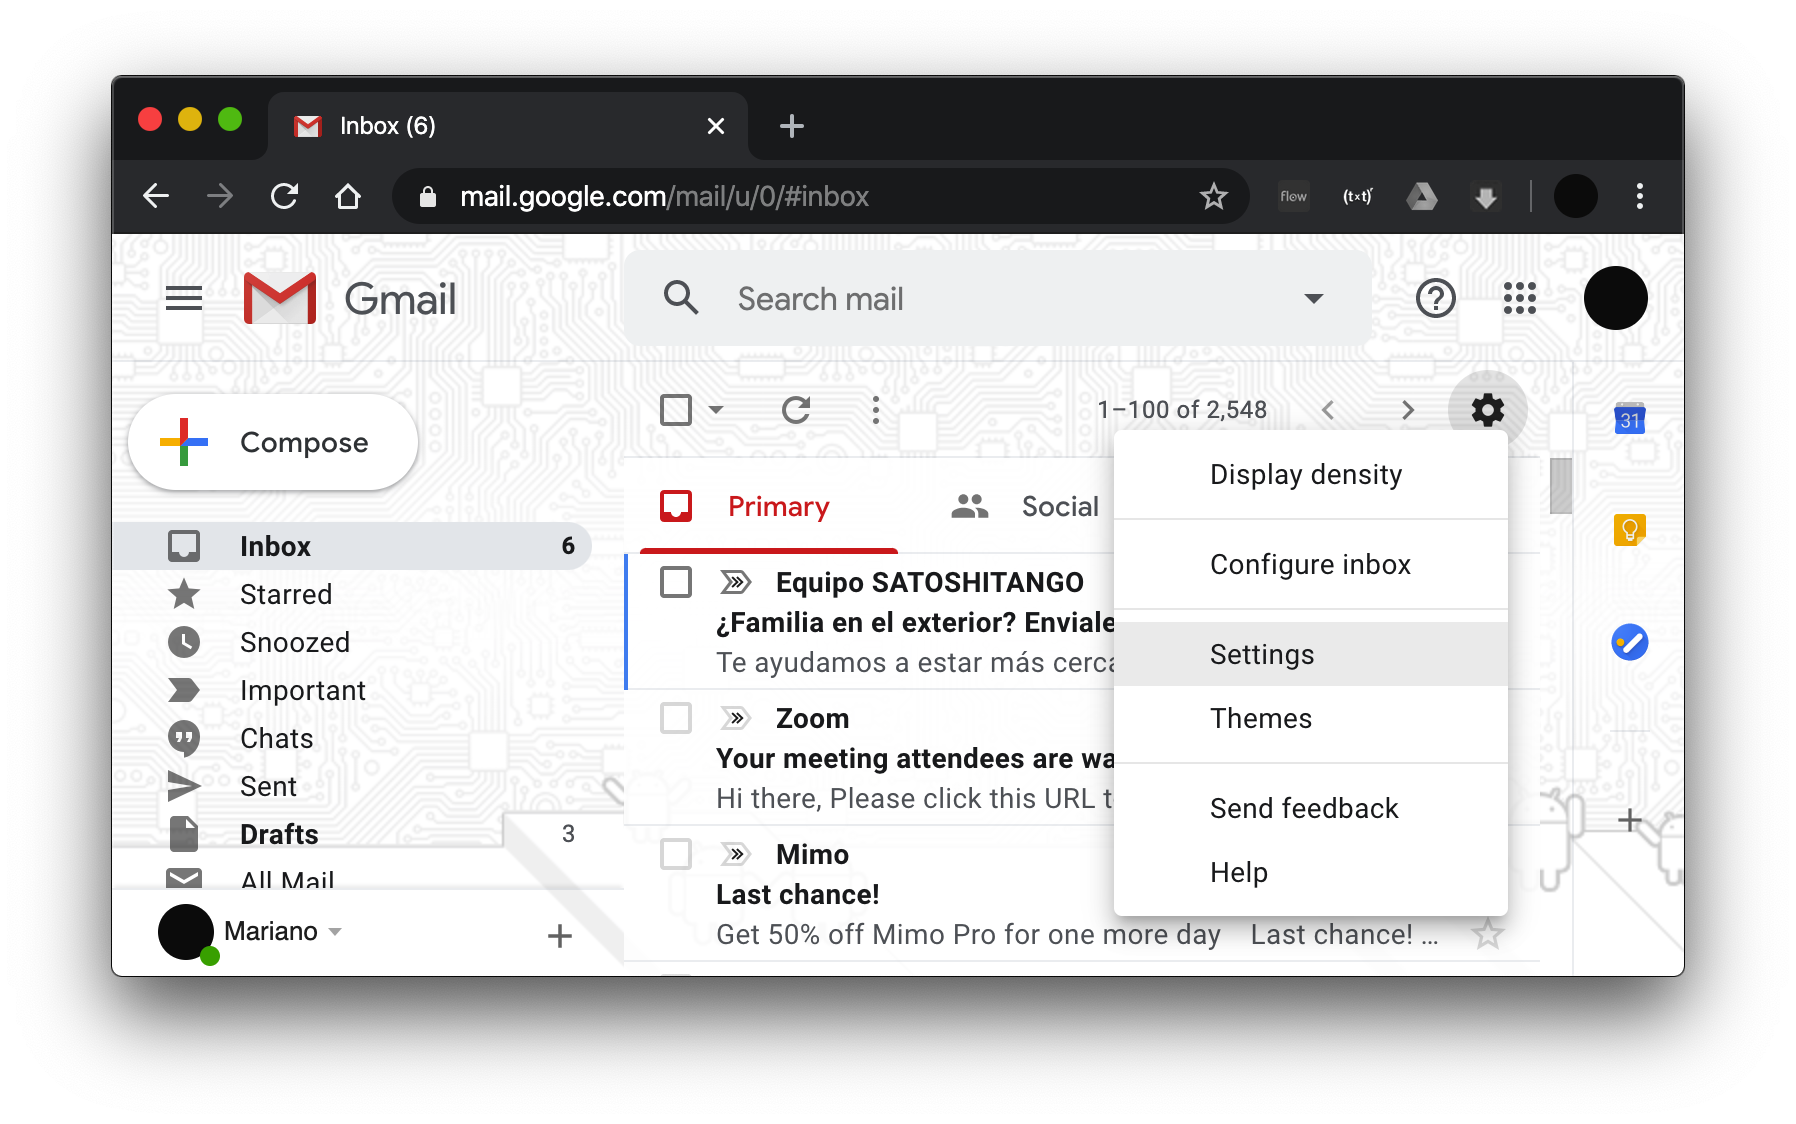 Inbox (6)
mail.google.com/mail/u/0/#inbox
flow
(txt)
Gmail
Search mail
Compose
1–100 of 2,548
31
Display density
Configure inbox
Settings
Themes
Send feedback
Help
Primary
Social
Inbox 6
Starred
Snoozed
Important
Chats
Sent
Drafts 3
All Mail
Mariano
Equipo SATOSHITANGO
¿Familia en el exterior? Enviale
Te ayudamos a estar más cerca
Zoom
Your meeting attendees are wa
Hi there, Please click this URL t
Mimo
Last chance!
Get 50% off Mimo Pro for one more day Last chance! ...